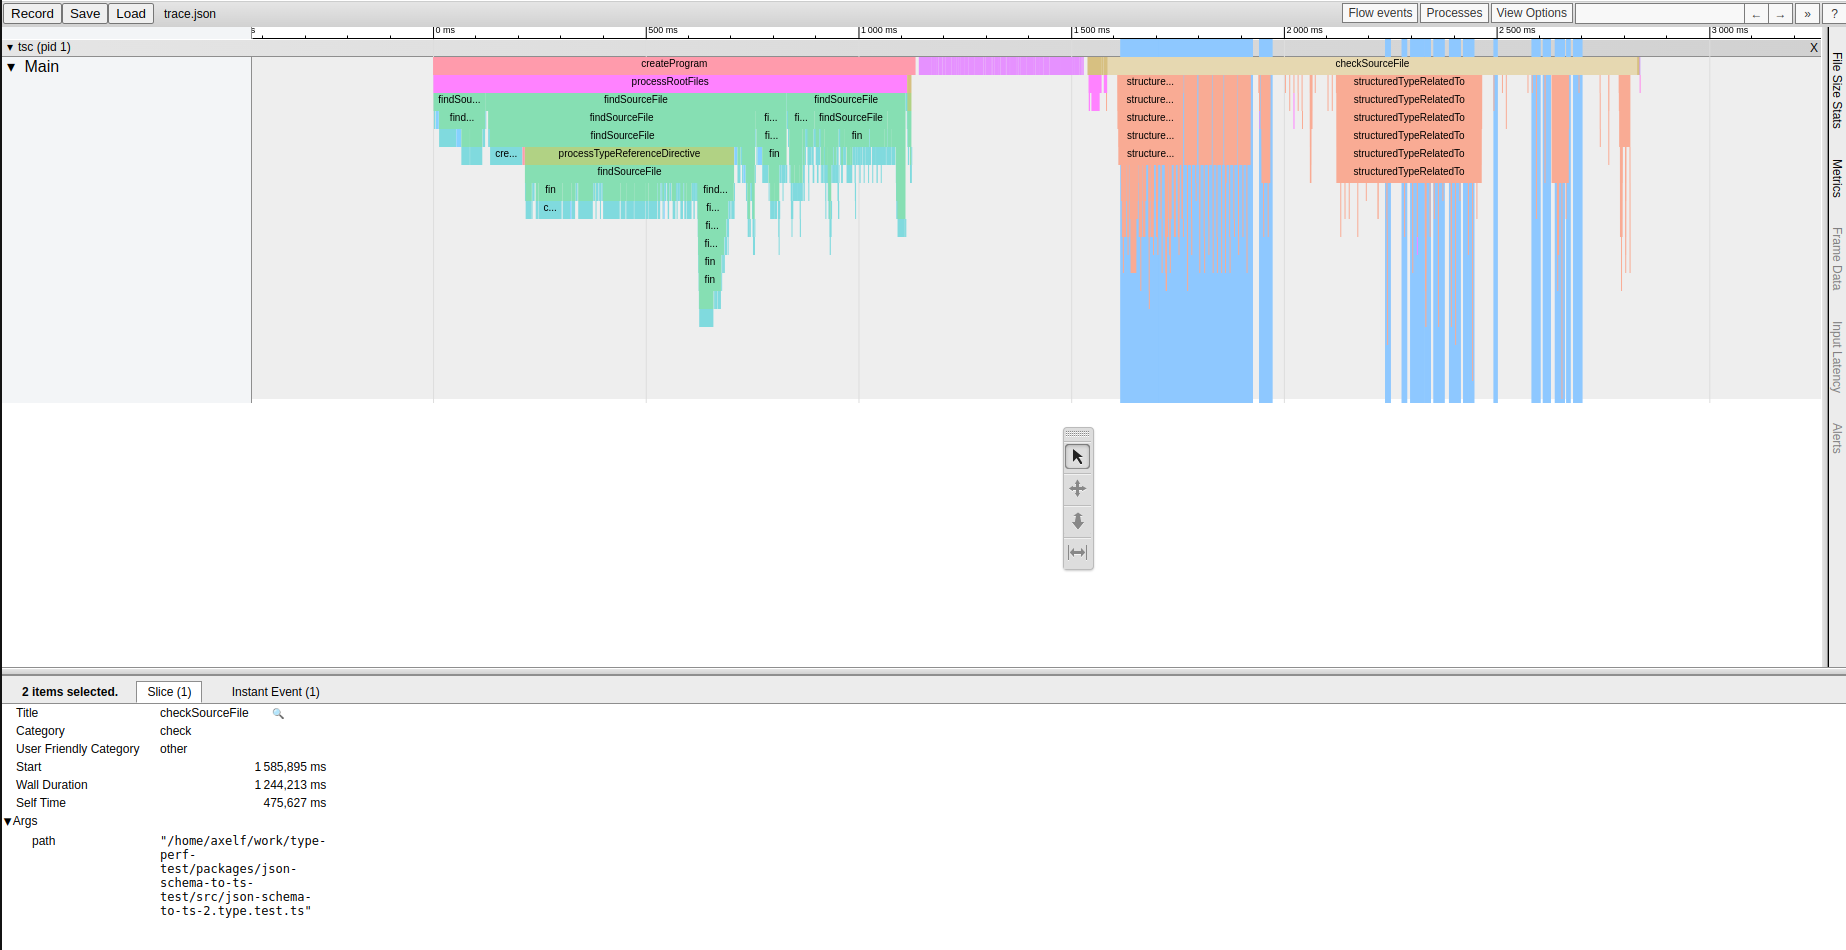 Record Save Load trace.json Flow events Processes View Options ← → » ?
s 0 ms 500 ms 1 000 ms 1 500 ms 2 000 ms 2 500 ms 3 000 ms
▼ tsc (pid 1) X
▼ Main
createProgram checkSourceFile
processRootFiles structure... structuredTypeRelatedTo
findSou... findSourceFile findSourceFile structure... structuredTypeRelatedTo
find... findSourceFile fi... fi... findSourceFile structure... structuredTypeRelatedTo
findSourceFile fi... fin structure... structuredTypeRelatedTo
cre... processTypeReferenceDirective fin structure... structuredTypeRelatedTo
findSourceFile structuredTypeRelatedTo
fin find...
c... fi...
fi...
fi...
fin
fin
File Size Stats
Metrics
Frame Data
Input Latency
Alerts
2 items selected. Slice (1) Instant Event (1)
Title checkSourceFile
Category check
User Friendly Category other
Start 1 585,895 ms
Wall Duration 1 244,213 ms
Self Time 475,627 ms
▼Args
path "/home/axelf/work/type-
perf-
test/packages/json-
schema-to-ts-
test/src/json-schema-
to-ts-2.type.test.ts"